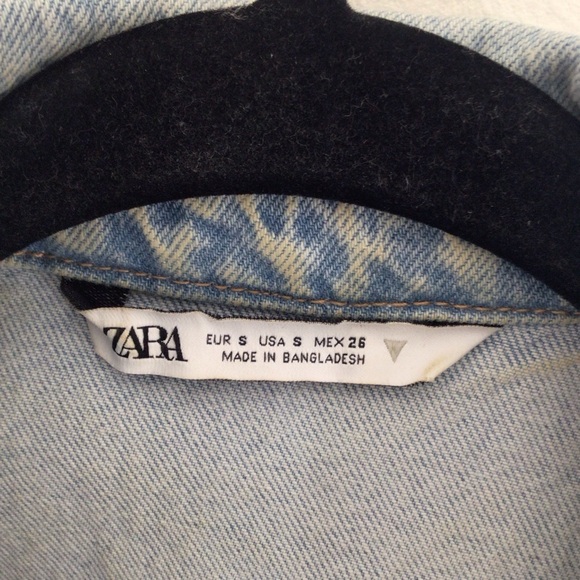 ZARA
EUR S USA S MEX 26
MADE IN BANGLADESH